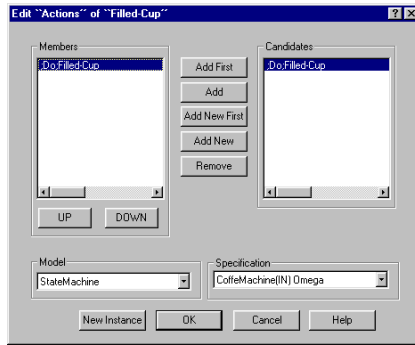 Edit ``Actions`` of ``Filled-Cup``
Members
Candidates
;Do;Filled-Cup
;Do;Filled-Cup
Add First
Add
Add New First
Add New
Remove
UP
DOWN
Model
Specification
StateMachine
CoffeMachine(IN) Omega
New Instance
OK
Cancel
Help